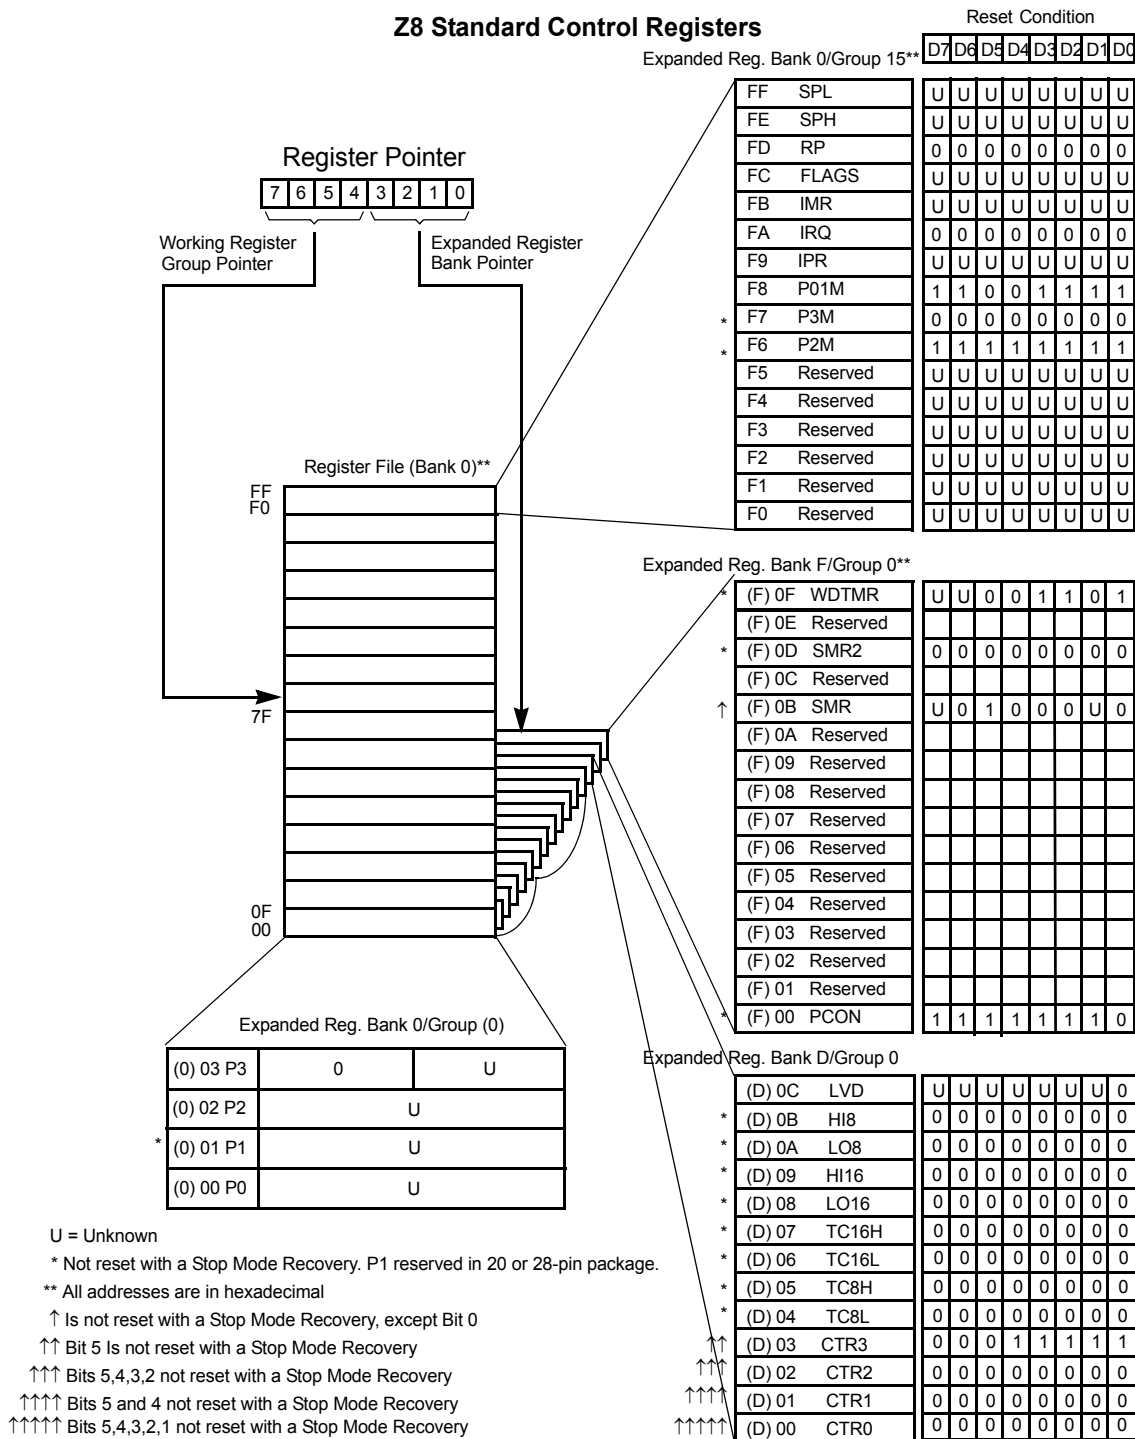 Z8 Standard Control Registers
Reset Condition
Expanded Reg. Bank 0/Group 15** D7 D6 D5 D4 D3 D2 D1 D0
FF SPL U U U U U U U U
FE SPH U U U U U U U U
FD RP 0 0 0 0 0 0 0 0
FC FLAGS U U U U U U U U
FB IMR U U U U U U U U
FA IRQ 0 0 0 0 0 0 0 0
F9 IPR U U U U U U U U
F8 P01M 1 1 0 0 1 1 1 1
* F7 P3M 0 0 0 0 0 0 0 0
* F6 P2M 1 1 1 1 1 1 1 1
F5 Reserved U U U U U U U U
F4 Reserved U U U U U U U U
F3 Reserved U U U U U U U U
F2 Reserved U U U U U U U U
F1 Reserved U U U U U U U U
F0 Reserved U U U U U U U U
Register Pointer
7 6 5 4 3 2 1 0
Working Register
Group Pointer
Expanded Register
Bank Pointer
Register File (Bank 0)**
FF
F0
7F
0F
00
Expanded Reg. Bank F/Group 0**
* (F) 0F WDTMR U U 0 0 1 1 0 1
(F) 0E Reserved
* (F) 0D SMR2 0 0 0 0 0 0 0 0
(F) 0C Reserved
↑ (F) 0B SMR U 0 1 0 0 0 U 0
(F) 0A Reserved
(F) 09 Reserved
(F) 08 Reserved
(F) 07 Reserved
(F) 06 Reserved
(F) 05 Reserved
(F) 04 Reserved
(F) 03 Reserved
(F) 02 Reserved
(F) 01 Reserved
* (F) 00 PCON 1 1 1 1 1 1 1 0
Expanded Reg. Bank 0/Group (0)
(0) 03 P3 0 U
(0) 02 P2 U
* (0) 01 P1 U
(0) 00 P0 U
Expanded Reg. Bank D/Group 0
(D) 0C LVD U U U U U U U 0
* (D) 0B HI8 0 0 0 0 0 0 0 0
* (D) 0A LO8 0 0 0 0 0 0 0 0
* (D) 09 HI16 0 0 0 0 0 0 0 0
* (D) 08 LO16 0 0 0 0 0 0 0 0
* (D) 07 TC16H 0 0 0 0 0 0 0 0
* (D) 06 TC16L 0 0 0 0 0 0 0 0
* (D) 05 TC8H 0 0 0 0 0 0 0 0
* (D) 04 TC8L 0 0 0 0 0 0 0 0
↑↑ (D) 03 CTR3 0 0 0 1 1 1 1 1
↑↑↑ (D) 02 CTR2 0 0 0 0 0 0 0 0
↑↑↑↑ (D) 01 CTR1 0 0 0 0 0 0 0 0
↑↑↑↑↑ (D) 00 CTR0 0 0 0 0 0 0 0 0
U = Unknown
* Not reset with a Stop Mode Recovery. P1 reserved in 20 or 28-pin package.
** All addresses are in hexadecimal
↑ Is not reset with a Stop Mode Recovery, except Bit 0
↑↑ Bit 5 Is not reset with a Stop Mode Recovery
↑↑↑ Bits 5,4,3,2 not reset with a Stop Mode Recovery
↑↑↑↑ Bits 5 and 4 not reset with a Stop Mode Recovery
↑↑↑↑↑ Bits 5,4,3,2,1 not reset with a Stop Mode Recovery